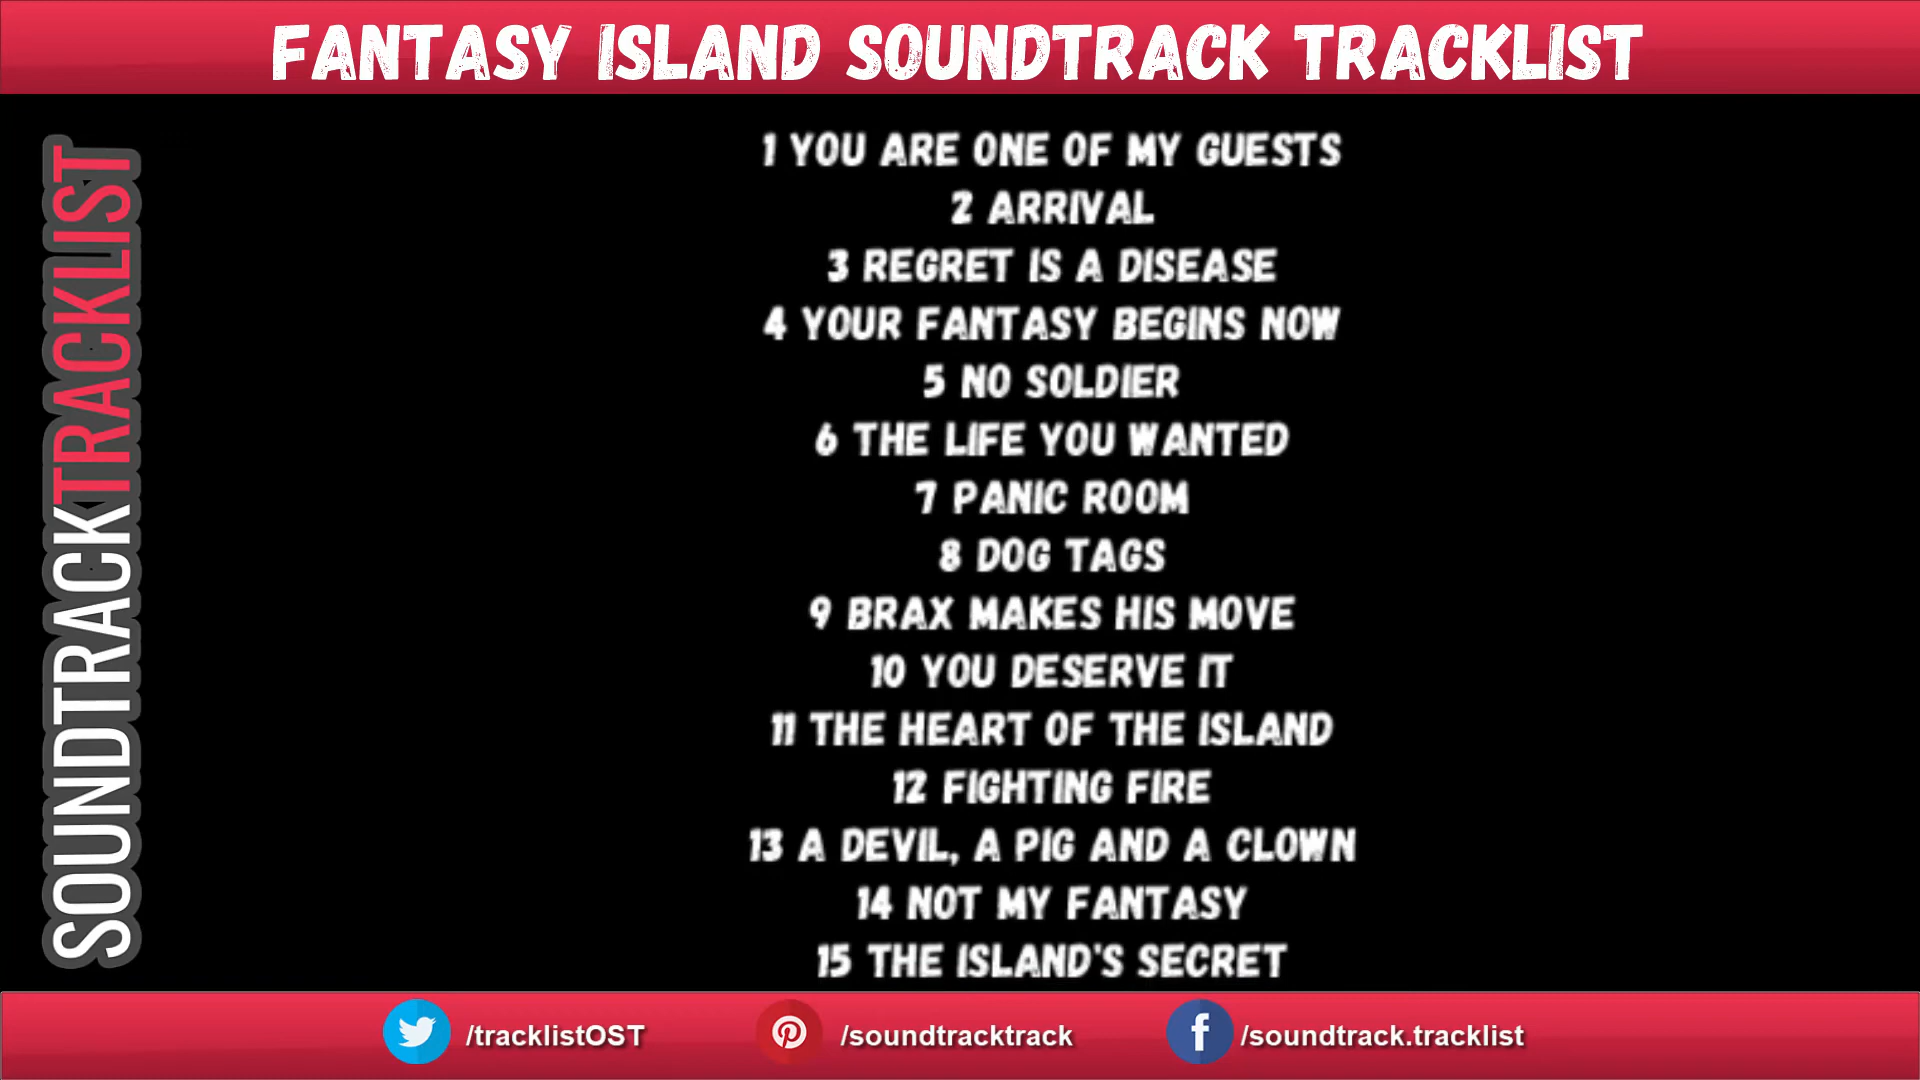 FANTASY ISLAND SOUNDTRACK TRACKLIST
SOUNDTRACKTRACKLIST
1 YOU ARE ONE OF MY GUESTS
2 ARRIVAL
3 REGRET IS A DISEASE
4 YOUR FANTASY BEGINS NOW
5 NO SOLDIER
6 THE LIFE YOU WANTED
7 PANIC ROOM
8 DOG TAGS
9 BRAX MAKES HIS MOVE
10 YOU DESERVE IT
11 THE HEART OF THE ISLAND
12 FIGHTING FIRE
13 A DEVIL, A PIG AND A CLOWN
14 NOT MY FANTASY
15 THE ISLAND'S SECRET
/tracklistOST /soundtracktrack /soundtrack.tracklist